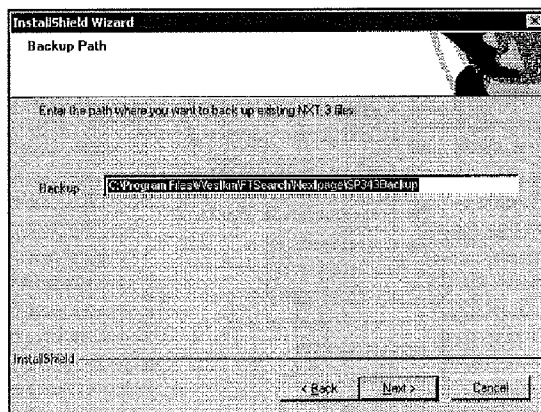 InstallShield Wizard
Backup Path
Enter the path where you want to back up existing NXT 3 files.
Backup C:\Program Files\Westkm\FTSearch\Nextpage\SP343Backup
InstallShield
< Back Next > Cancel